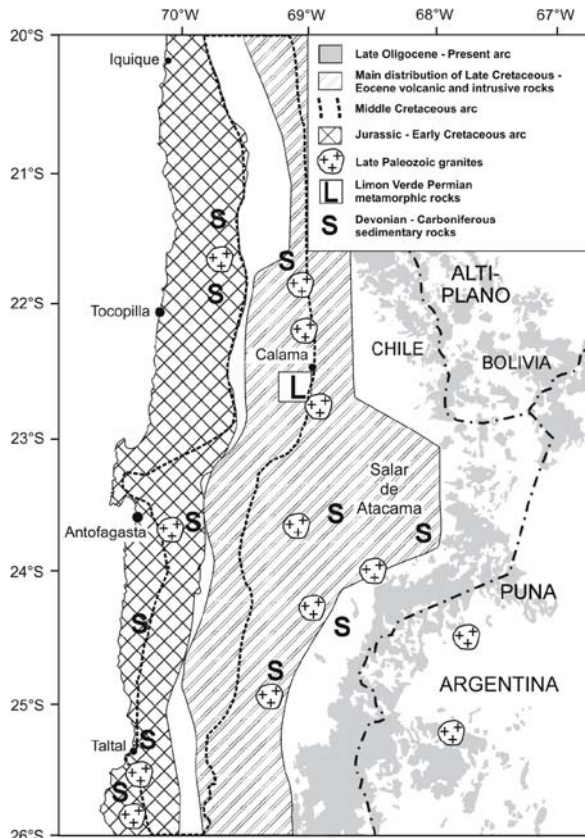 70°W
69°W
68°W
67°W
20°S
21°S
22°S
23°S
24°S
25°S
26°S
Late Oligocene - Present arc
Main distribution of Late Cretaceous -
Eocene volcanic and intrusive rocks
Middle Cretaceous arc
Jurassic - Early Cretaceous arc
Late Paleozoic granites
L
Limon Verde Permian
metamorphic rocks
S
Devonian - Carboniferous
sedimentary rocks
Iquique
S
S
S
Tocopilla
ALTI-
PLANO
CHILE
BOLIVIA
Calama
L
Salar
de
Atacama
S
S
S
Antofagasta
S
S
PUNA
S
ARGENTINA
S
Taltal
S